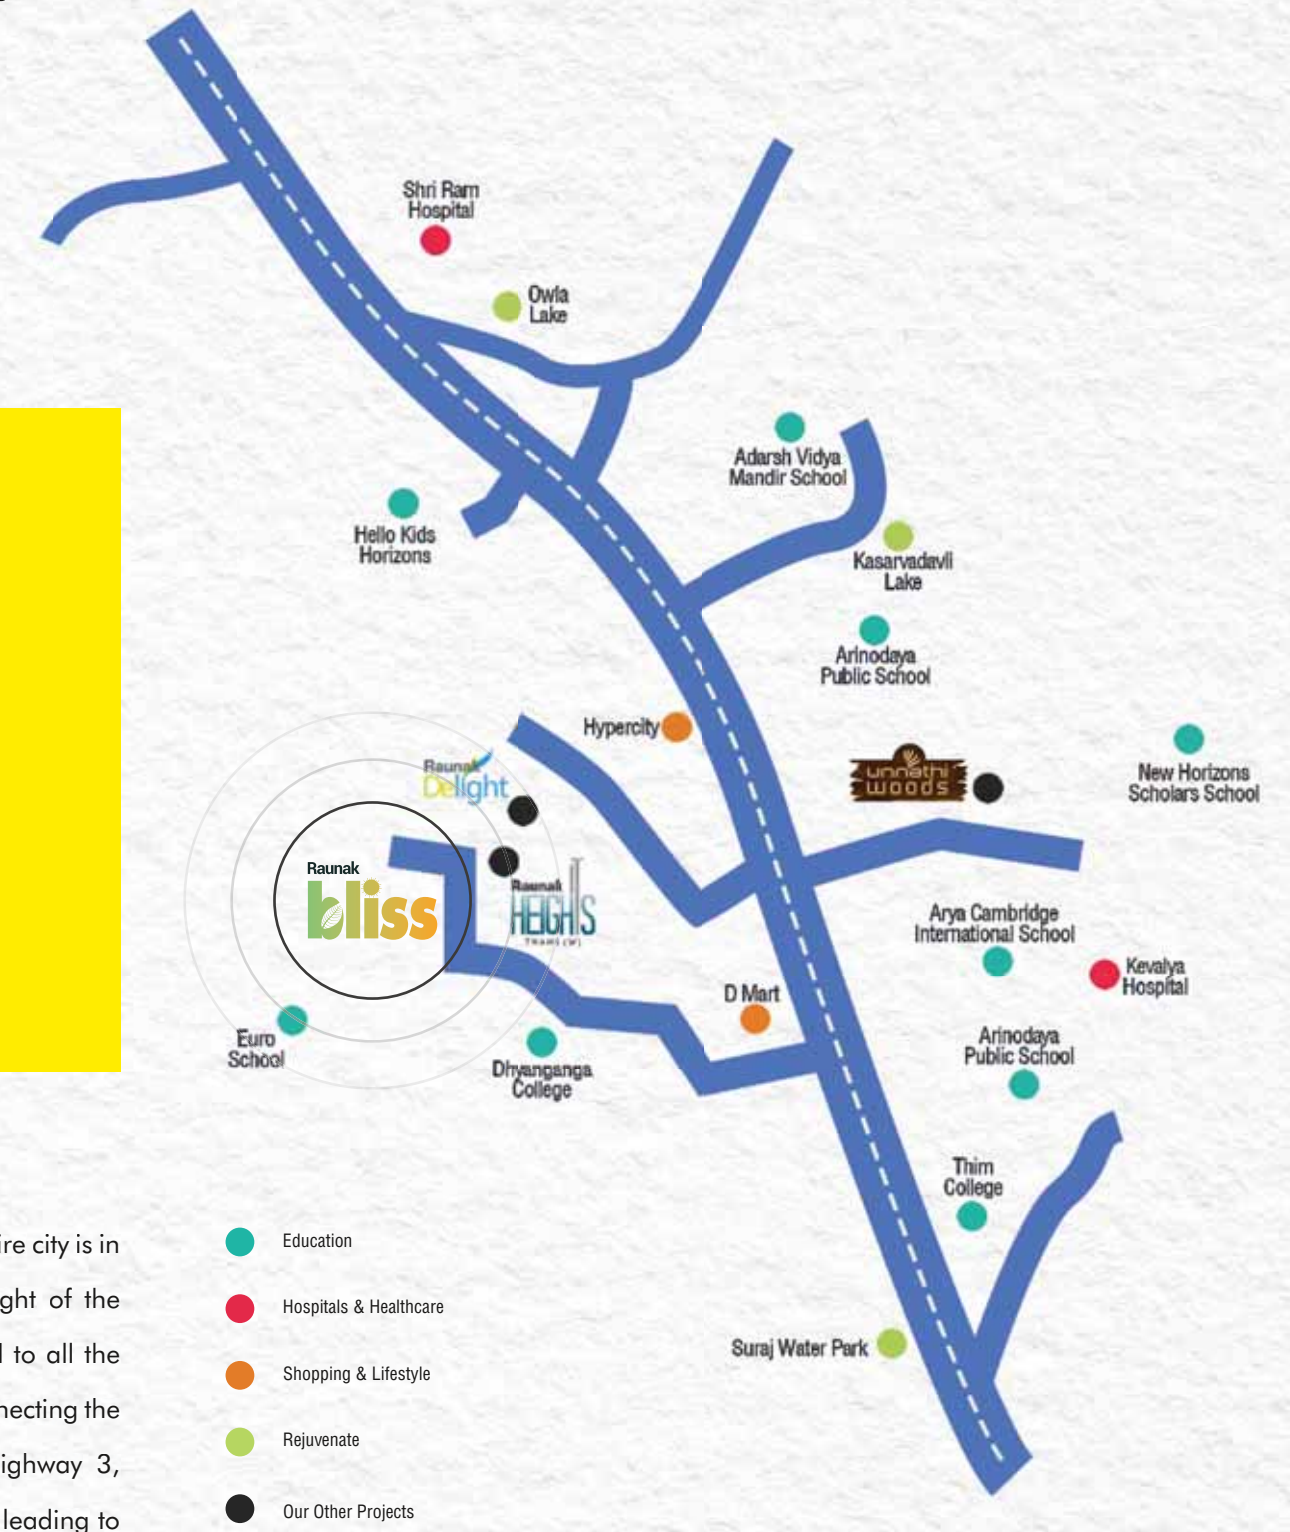 Shri Ram
Hospital
Owla
Lake
Adarsh Vidya
Mandir School
Hello Kids
Horizons
Kasarvadavli
Lake
Arinodaya
Public School
Hypercity
New Horizons
Scholars School
unnathi
woods
Raunak
Delight
Raunak
bliss
Raunak
HEIGHTS
THANE (W)
Arya Cambridge
International School
Kevalya
Hospital
D Mart
Euro
School
Dhyanganga
College
Arinodaya
Public School
Thim
College
Suraj Water Park
ire city is in
ght of the
l to all the
necting the
ighway 3,
leading to
Education
Hospitals & Healthcare
Shopping & Lifestyle
Rejuvenate
Our Other Projects